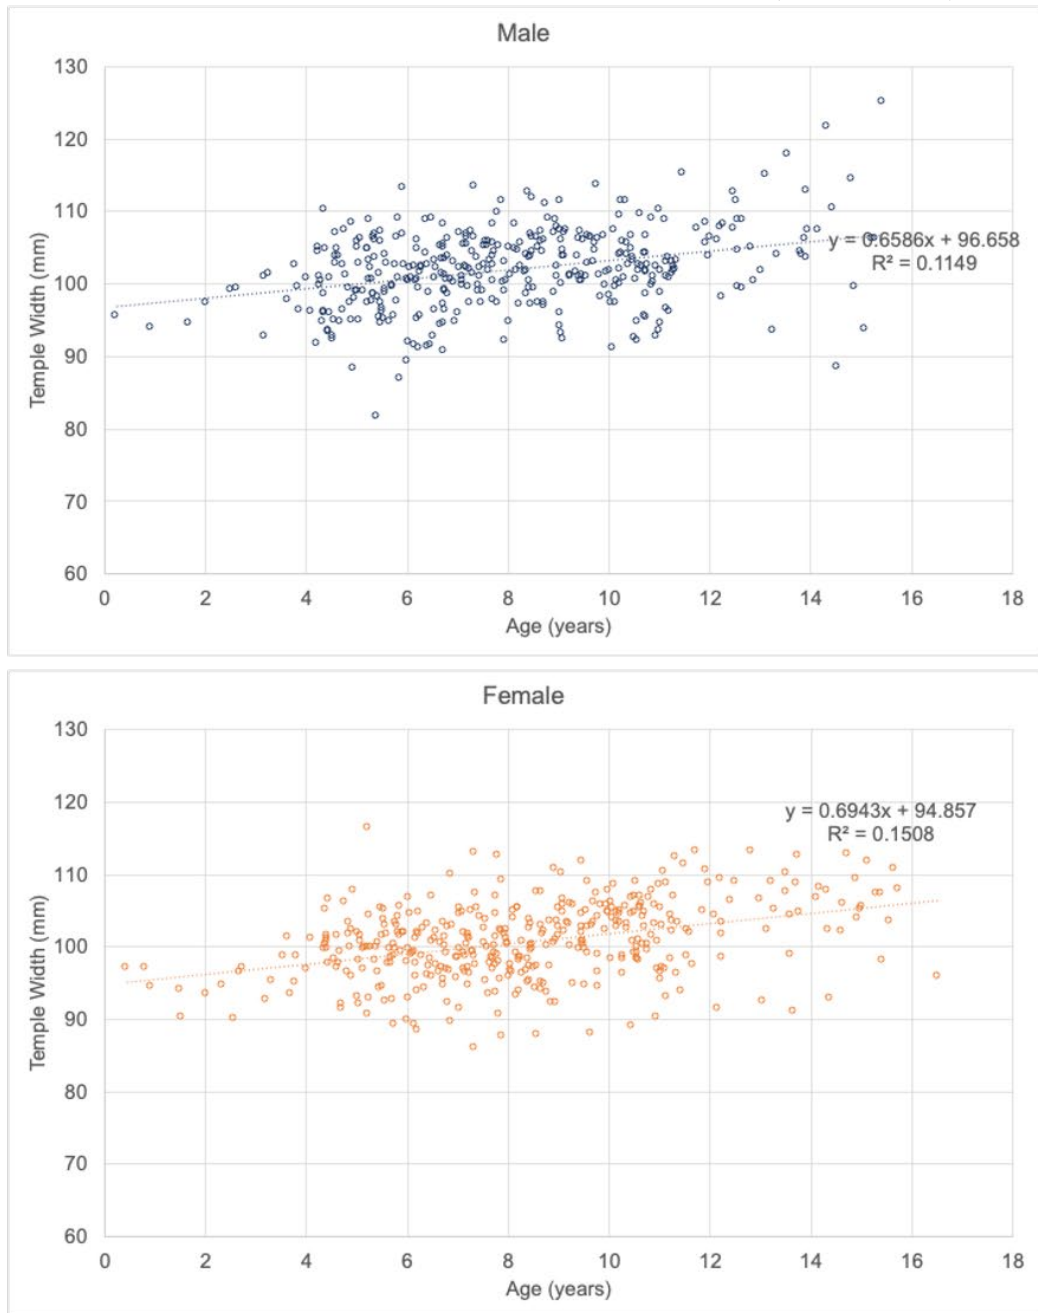 Male
130
120
110
100
90
80
70
60
Temple Width (mm)
y = 0.6586x + 96.658
R² = 0.1149
0 2 4 6 8 10 12 14 16 18
Age (years)
Female
130
120
110
100
90
80
70
60
Temple Width (mm)
y = 0.6943x + 94.857
R² = 0.1508
0 2 4 6 8 10 12 14 16 18
Age (years)